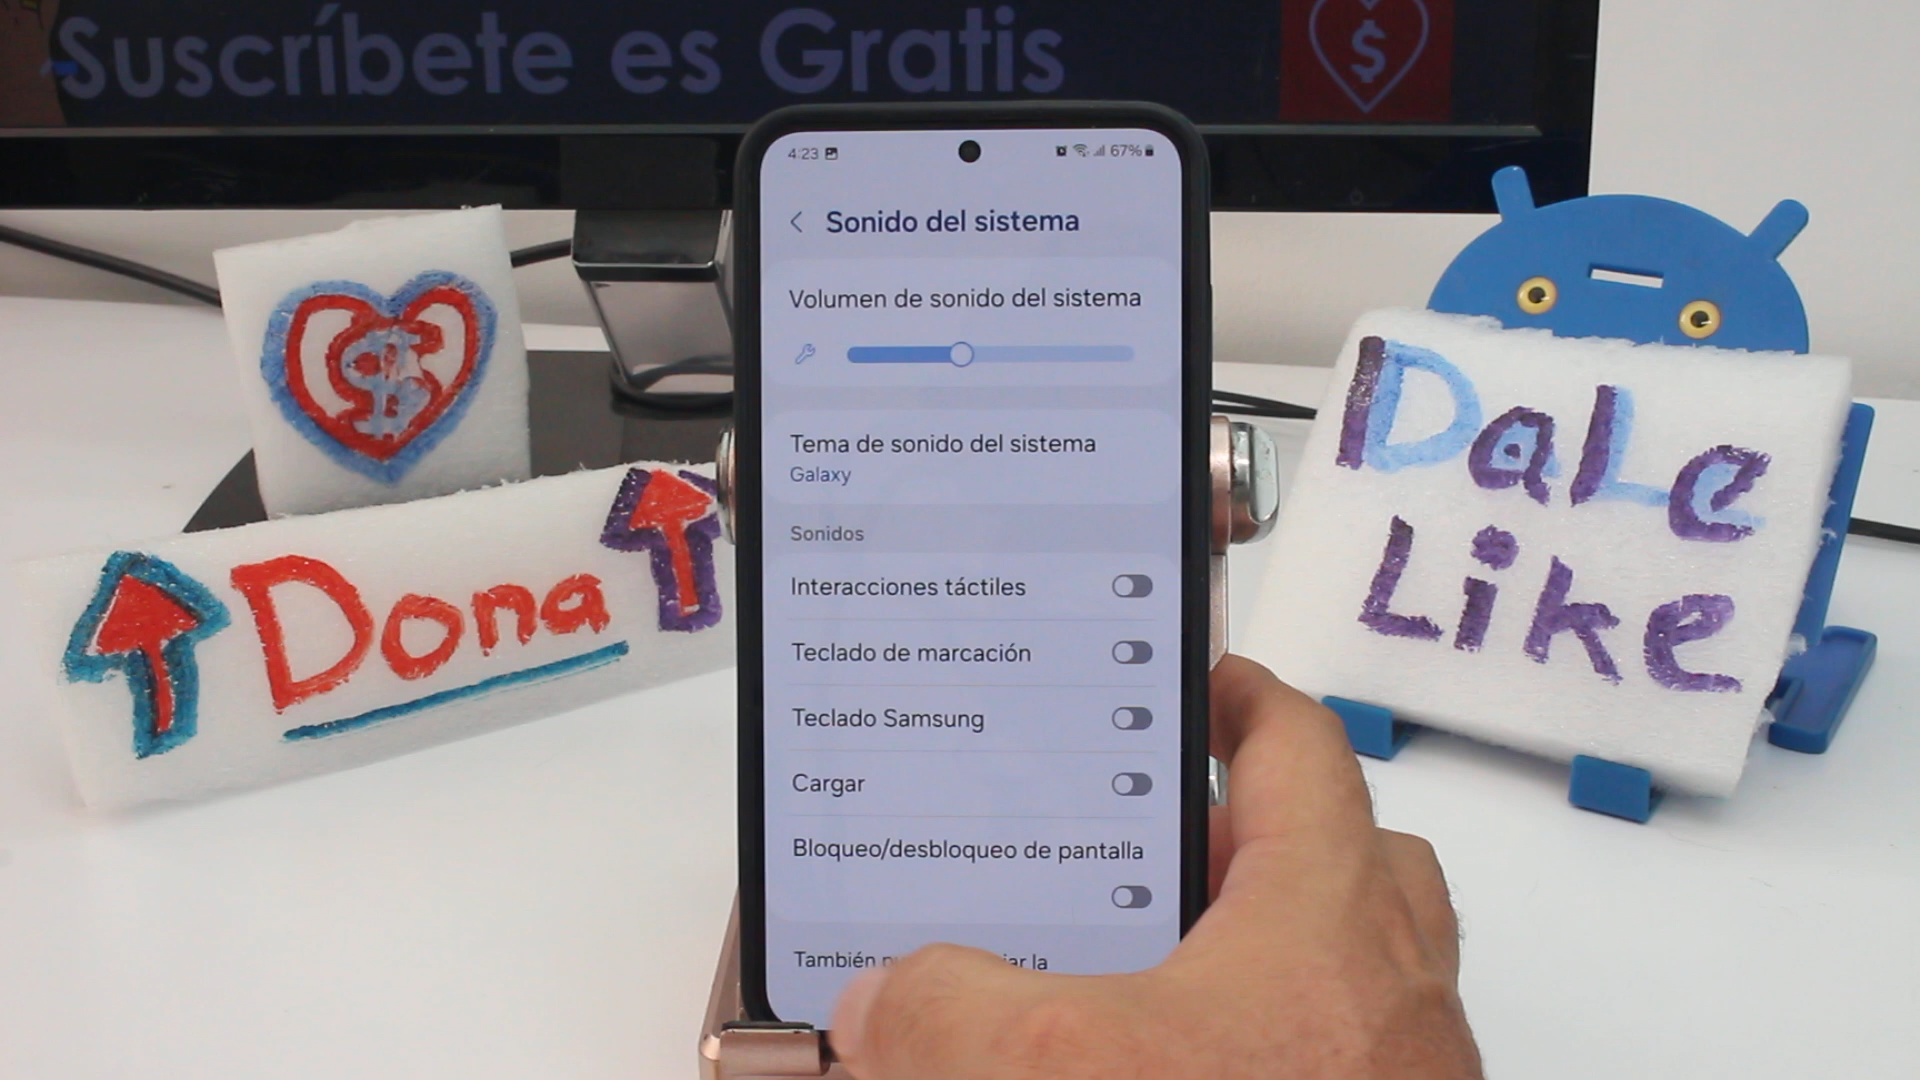 Suscríbete es Gratis
$
4:23
67%
Sonido del sistema
Volumen de sonido del sistema
Tema de sonido del sistema
Galaxy
Sonidos
Interacciones táctiles
Teclado de marcación
Teclado Samsung
Cargar
Bloqueo/desbloqueo de pantalla
También
la
$
Dona
DaLe
Like